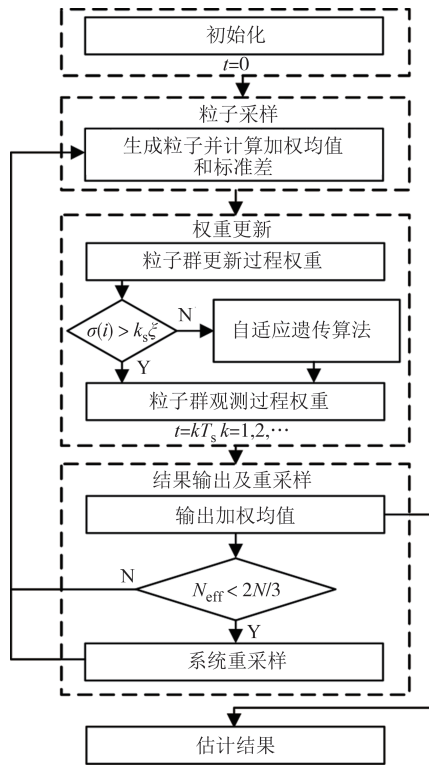 初始化
t=0
粒子采样
生成粒子并计算加权均值
和标准差
权重更新
粒子群更新过程权重
σ(i)>kₛξ
N
自适应遗传算法
Y
粒子群观测过程权重
t=kTₛ k=1,2,⋯
结果输出及重采样
输出加权均值
N
N_eff<2N/3
Y
系统重采样
估计结果